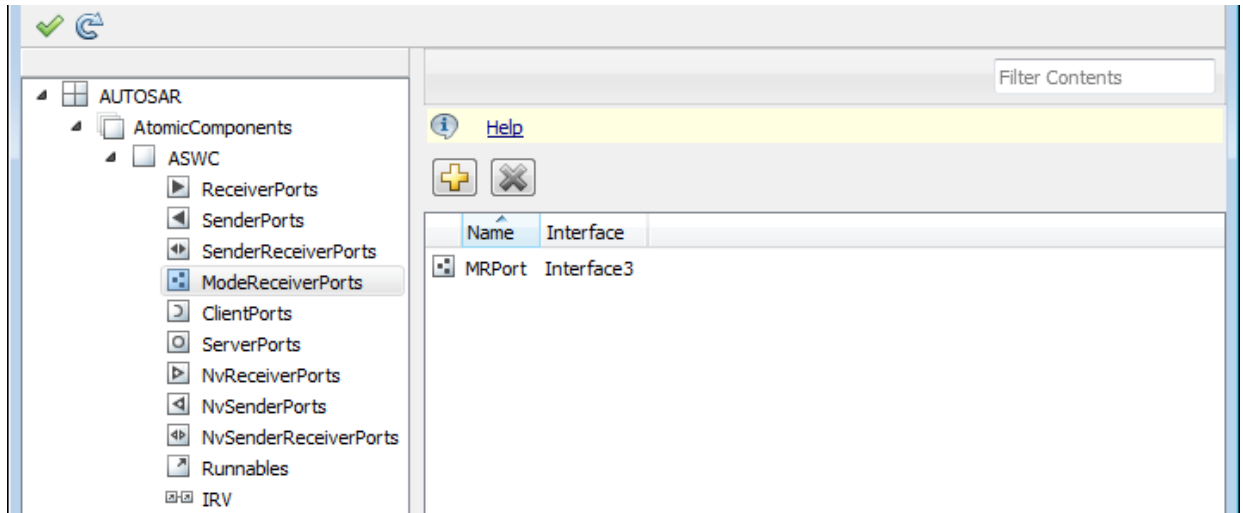 Filter Contents
AUTOSAR
AtomicComponents
Help
ASWC
ReceiverPorts
SenderPorts
Name Interface
SenderReceiverPorts
MRPort Interface3
ModeReceiverPorts
ClientPorts
ServerPorts
NvReceiverPorts
NvSenderPorts
NvSenderReceiverPorts
Runnables
IRV